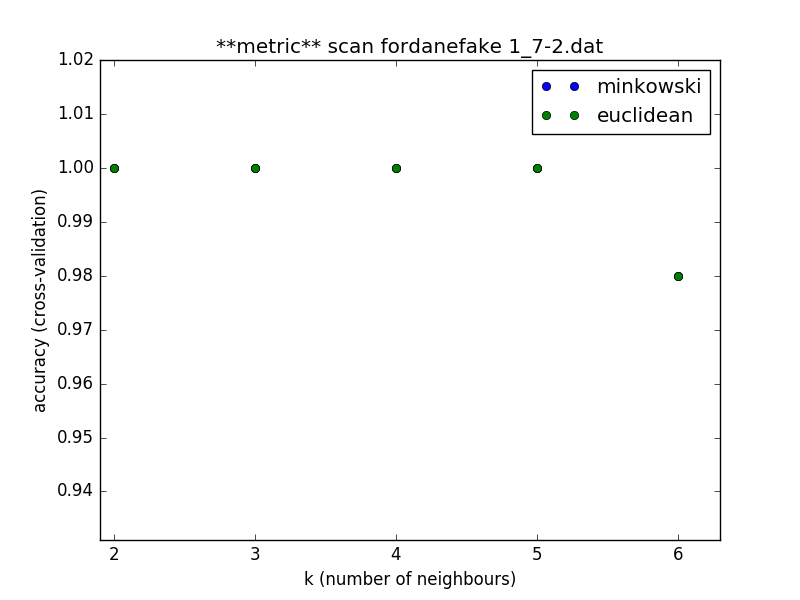 **metric** scan fordanefake 1_7-2.dat
minkowski
euclidean
1.02
1.01
1.00
0.99
0.98
0.97
0.96
0.95
0.94
accuracy (cross-validation)
2 3 4 5 6
k (number of neighbours)